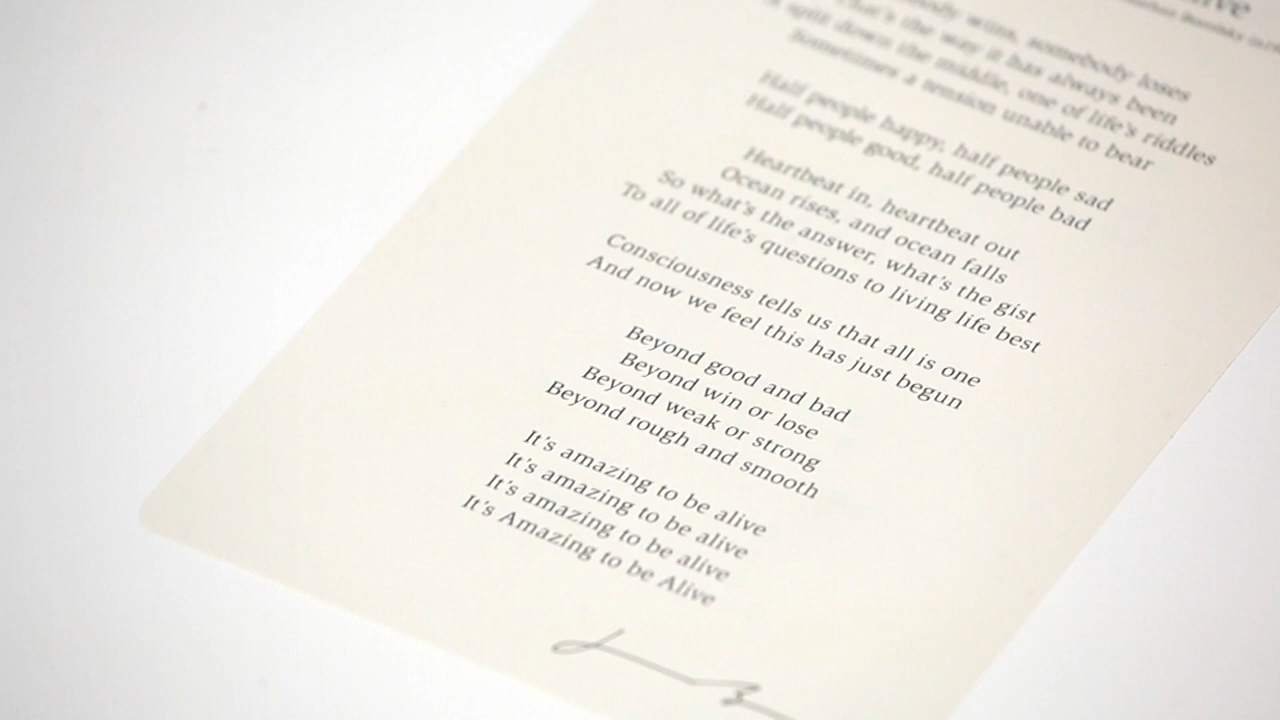 wins, somebody loses
That's the way it has always been
A split down the middle, one of life's riddles
Sometimes a tension unable to bear
Half people happy, half people sad
Half people good, half people bad
Heartbeat in, heartbeat out
Ocean rises, and ocean falls
So what's the answer, what's the gist
To all of life's questions to living life best
Consciousness tells us that all is one
And now we feel this has just begun
Beyond good and bad
Beyond win or lose
Beyond weak or strong
Beyond rough and smooth
It's amazing to be alive
It's amazing to be alive
It's amazing to be alive
It's Amazing to be Alive